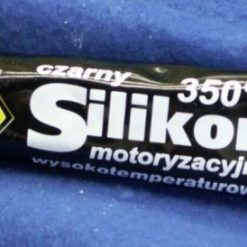 czarny 350°
Silikon
motoryzacyjn
wysokotemperaturow